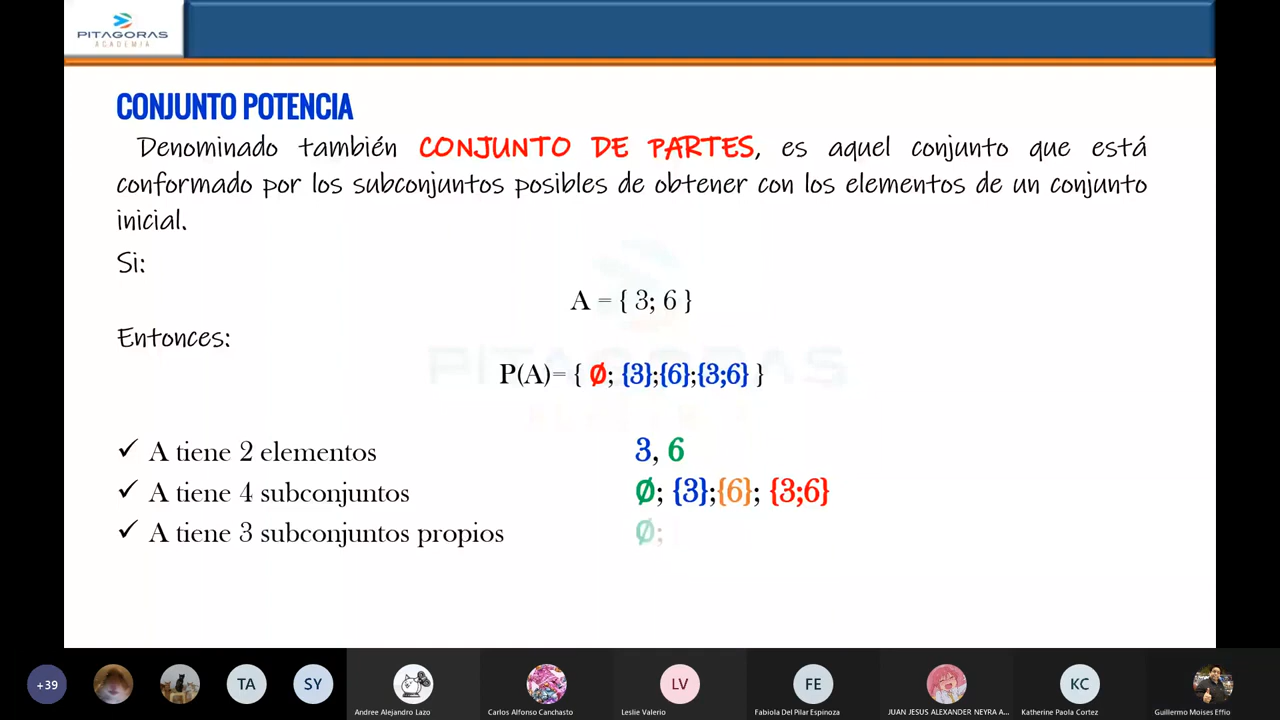 PITAGORAS
ACADEMIA
CONJUNTO POTENCIA
Denominado también CONJUNTO DE PARTES, es aquel conjunto que está
conformado por los subconjuntos posibles de obtener con los elementos de un conjunto
inicial.
Si:
A = { 3; 6 }
Entonces:
PITAGORAS
P(A)= { Ø; {3};{6};{3;6} }
✓ A tiene 2 elementos 3, 6
✓ A tiene 4 subconjuntos Ø; {3};{6}; {3;6}
✓ A tiene 3 subconjuntos propios Ø;
+39 TA SY LV FE KC
Andree Alejandro Lazo Carlos Alfonso Canchasto Leslie Valerio Fabiola Del Pilar Espinoza JUAN JESUS ALEXANDER NEYRA A... Katherine Paola Cortez Guillermo Moises Effio